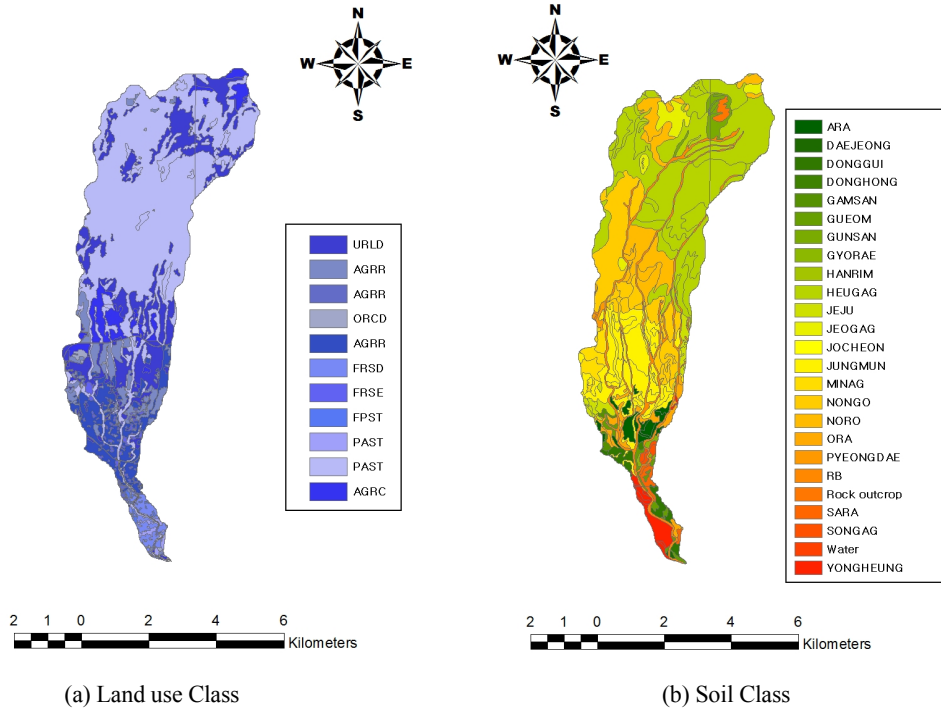 N
W E
S
URLD
AGRR
AGRR
ORCD
AGRR
FRSD
FRSE
FPST
PAST
PAST
AGRC
2 1 0 2 4 6
Kilometers
(a) Land use Class
N
W E
S
ARA
DAEJEONG
DONGGUI
DONGHONG
GAMSAN
GUEOM
GUNSAN
GYORAE
HANRIM
HEUGAG
JEJU
JEOGAG
JOCHEON
JUNGMUN
MINAG
NONGO
NORO
ORA
PYEONGDAE
RB
Rock outcrop
SARA
SONGAG
Water
YONGHEUNG
2 1 0 2 4 6
Kilometers
(b) Soil Class